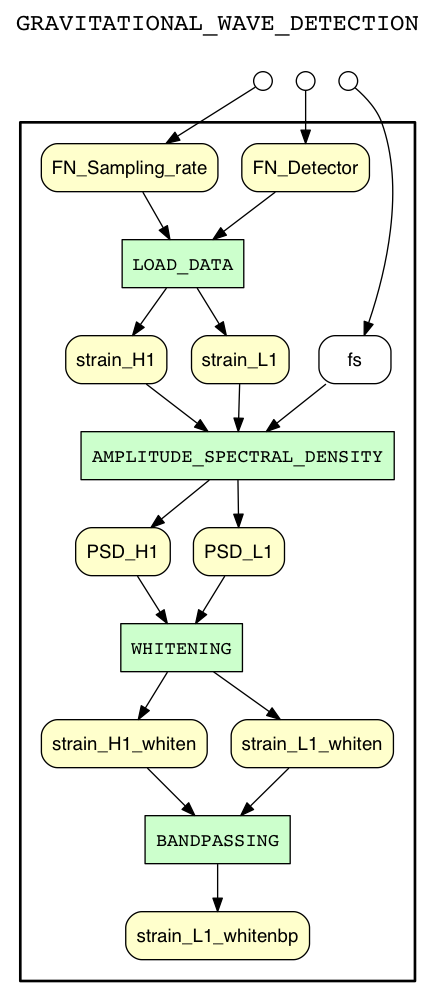 GRAVITATIONAL_WAVE_DETECTION
FN_Sampling_rate
FN_Detector
LOAD_DATA
strain_H1
strain_L1
fs
AMPLITUDE_SPECTRAL_DENSITY
PSD_H1
PSD_L1
WHITENING
strain_H1_whiten
strain_L1_whiten
BANDPASSING
strain_L1_whitenbp